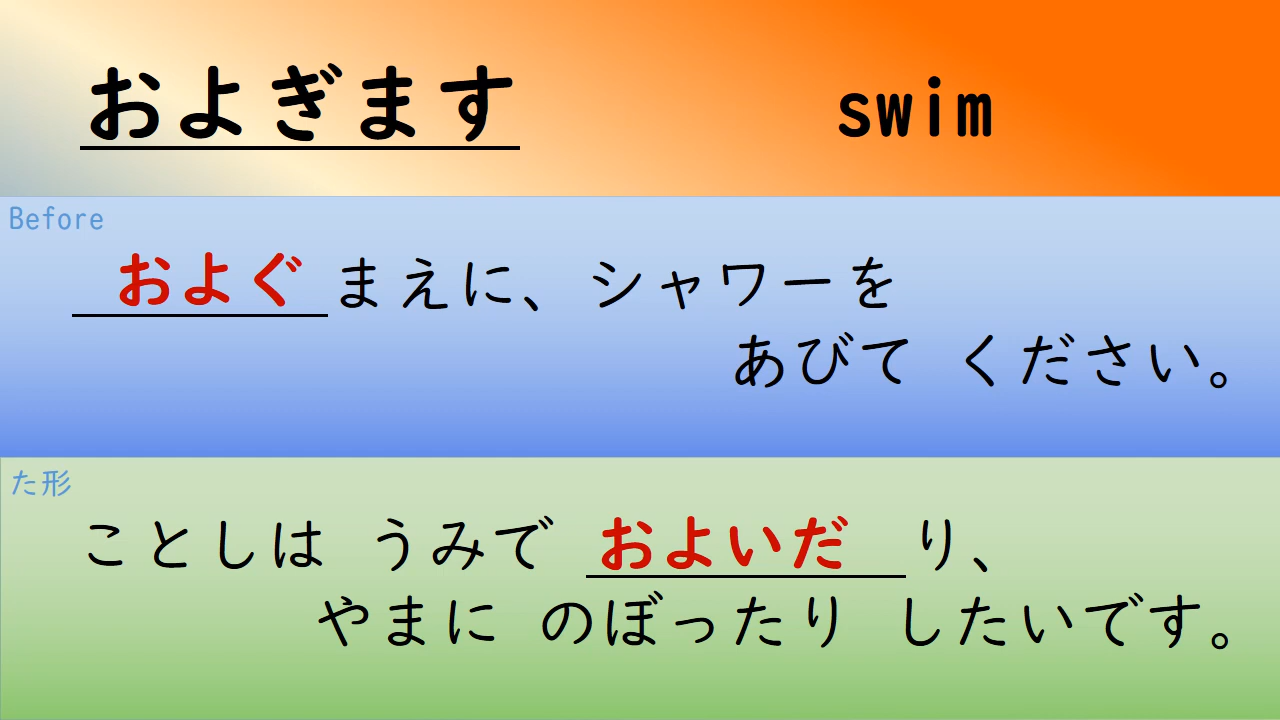 およぎます swim
Before
およぐ まえに、シャワーを
あびて ください。
た形
ことしは うみで およいだ り、
やまに のぼったり したいです。